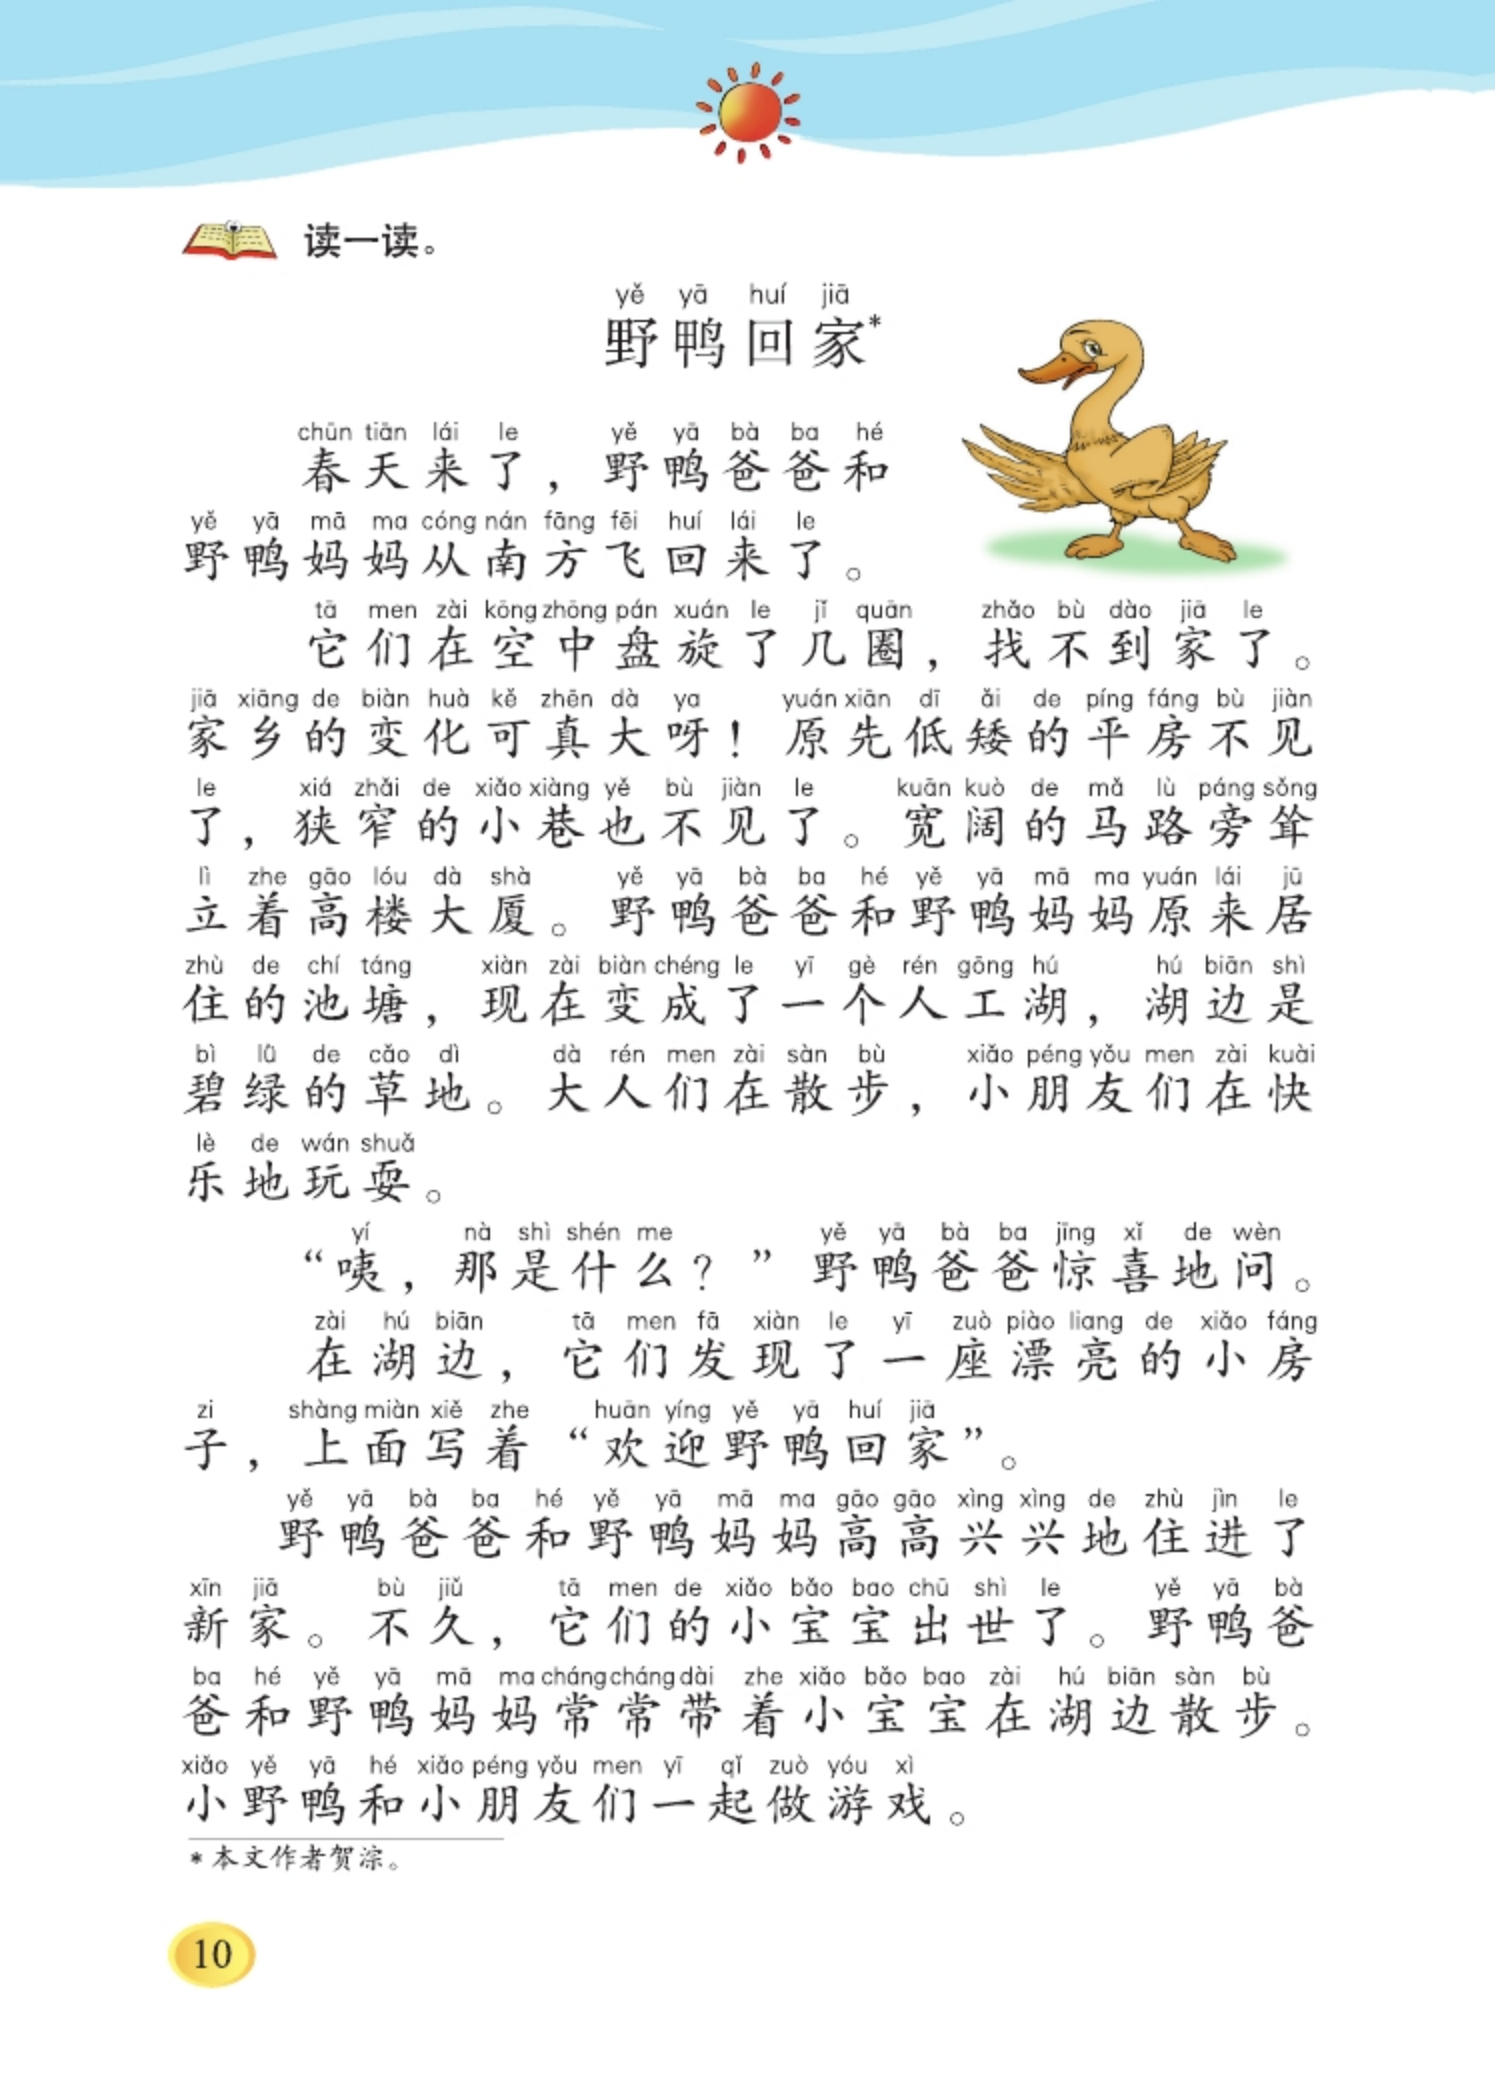 读一读。
yě yā huí jiā
野鸭回家*
chūn tiān lái le yě yā bà ba hé
春天来了，野鸭爸爸和
yě yā mā ma cóng nán fāng fēi huí lái le
野鸭妈妈从南方飞回来了。
tā men zài kōng zhōng pán xuán le jǐ quān zhǎo bù dào jiā le
它们在空中盘旋了几圈，找不到家了。
jiā xiāng de biàn huà kě zhēn dà ya yuán xiān dī ǎi de píng fáng bù jiàn
家乡的变化可真大呀！原先低矮的平房不见
le xiá zhǎi de xiǎo xiàng yě bù jiàn le kuān kuò de mǎ lù páng sǒng
了，狭窄的小巷也不见了。宽阔的马路旁耸
lì zhe gāo lóu dà shà yě yā bà ba hé yě yā mā ma yuán lái jū
立着高楼大厦。野鸭爸爸和野鸭妈妈原来居
zhù de chí táng xiàn zài biàn chéng le yī gè rén gōng hú hú biān shì
住的池塘，现在变成了一个人工湖，湖边是
bì lǜ de cǎo dì dà rén men zài sàn bù xiǎo péng yǒu men zài kuài
碧绿的草地。大人们在散步，小朋友们在快
lè de wán shuǎ
乐地玩耍。
yí nà shì shén me yě yā bà ba jīng xǐ de wèn
“咦，那是什么？”野鸭爸爸惊喜地问。
zài hú biān tā men fā xiàn le yī zuò piào liang de xiǎo fáng
在湖边，它们发现了一座漂亮的小房
zi shàng miàn xiě zhe huān yíng yě yā huí jiā
子，上面写着“欢迎野鸭回家”。
yě yā bà ba hé yě yā mā ma gāo gāo xìng xìng de zhù jìn le
野鸭爸爸和野鸭妈妈高高兴兴地住进了
xīn jiā bù jiǔ tā men de xiǎo bǎo bao chū shì le yě yā bà
新家。不久，它们的小宝宝出世了。野鸭爸
ba hé yě yā mā ma cháng cháng dài zhe xiǎo bǎo bao zài hú biān sàn bù
爸和野鸭妈妈常常带着小宝宝在湖边散步。
xiǎo yě yā hé xiǎo péng yǒu men yī qǐ zuò yóu xì
小野鸭和小朋友们一起做游戏。
*本文作者贺淙。
10